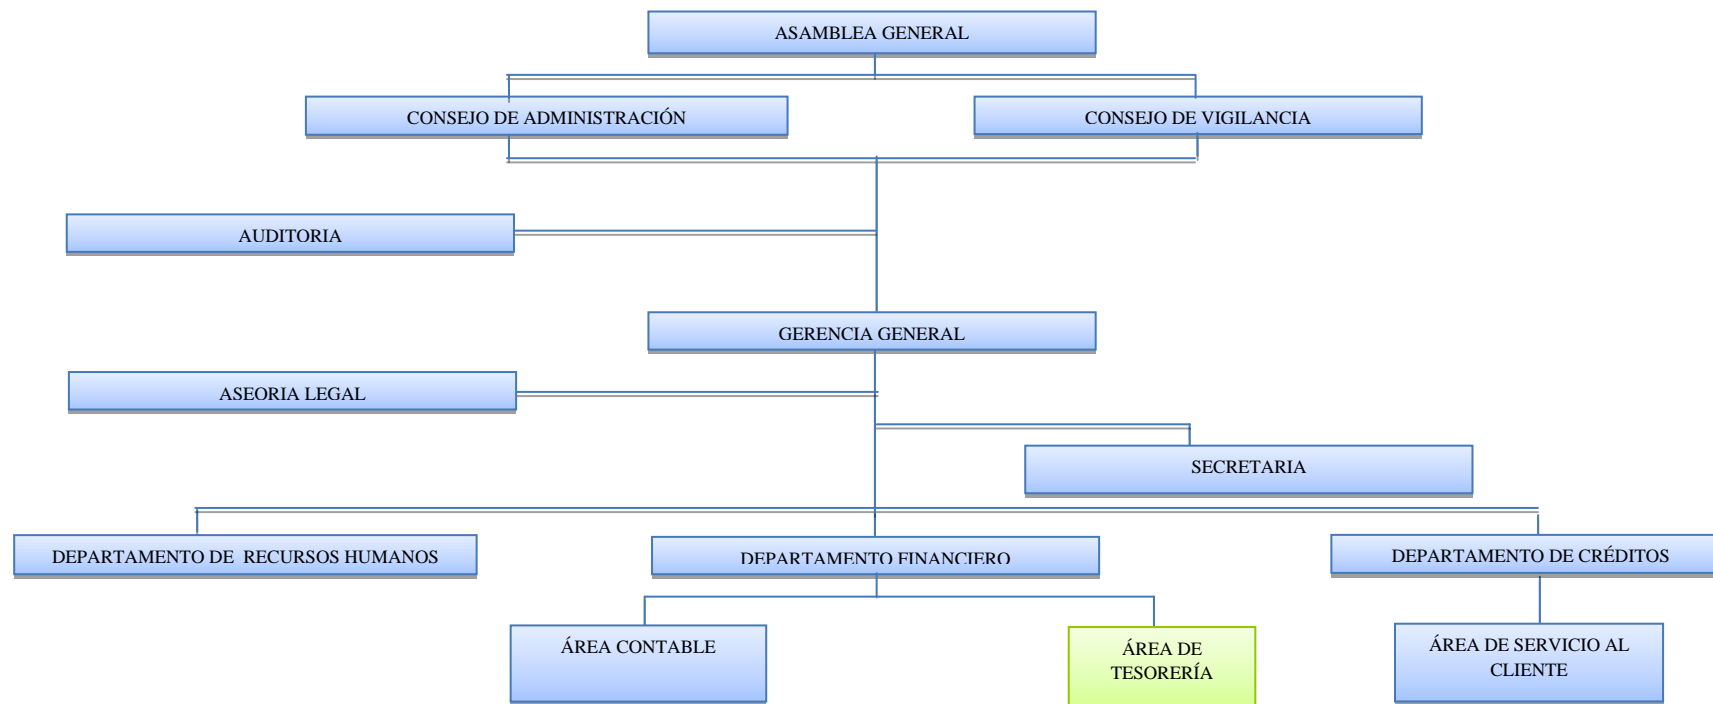 ASAMBLEA GENERAL
CONSEJO DE ADMINISTRACIÓN
CONSEJO DE VIGILANCIA
AUDITORIA
GERENCIA GENERAL
ASEORIA LEGAL
SECRETARIA
DEPARTAMENTO DE RECURSOS HUMANOS
DEPARTAMENTO FINANCIERO
DEPARTAMENTO DE CRÉDITOS
ÁREA CONTABLE
ÁREA DE
TESORERÍA
ÁREA DE SERVICIO AL
CLIENTE